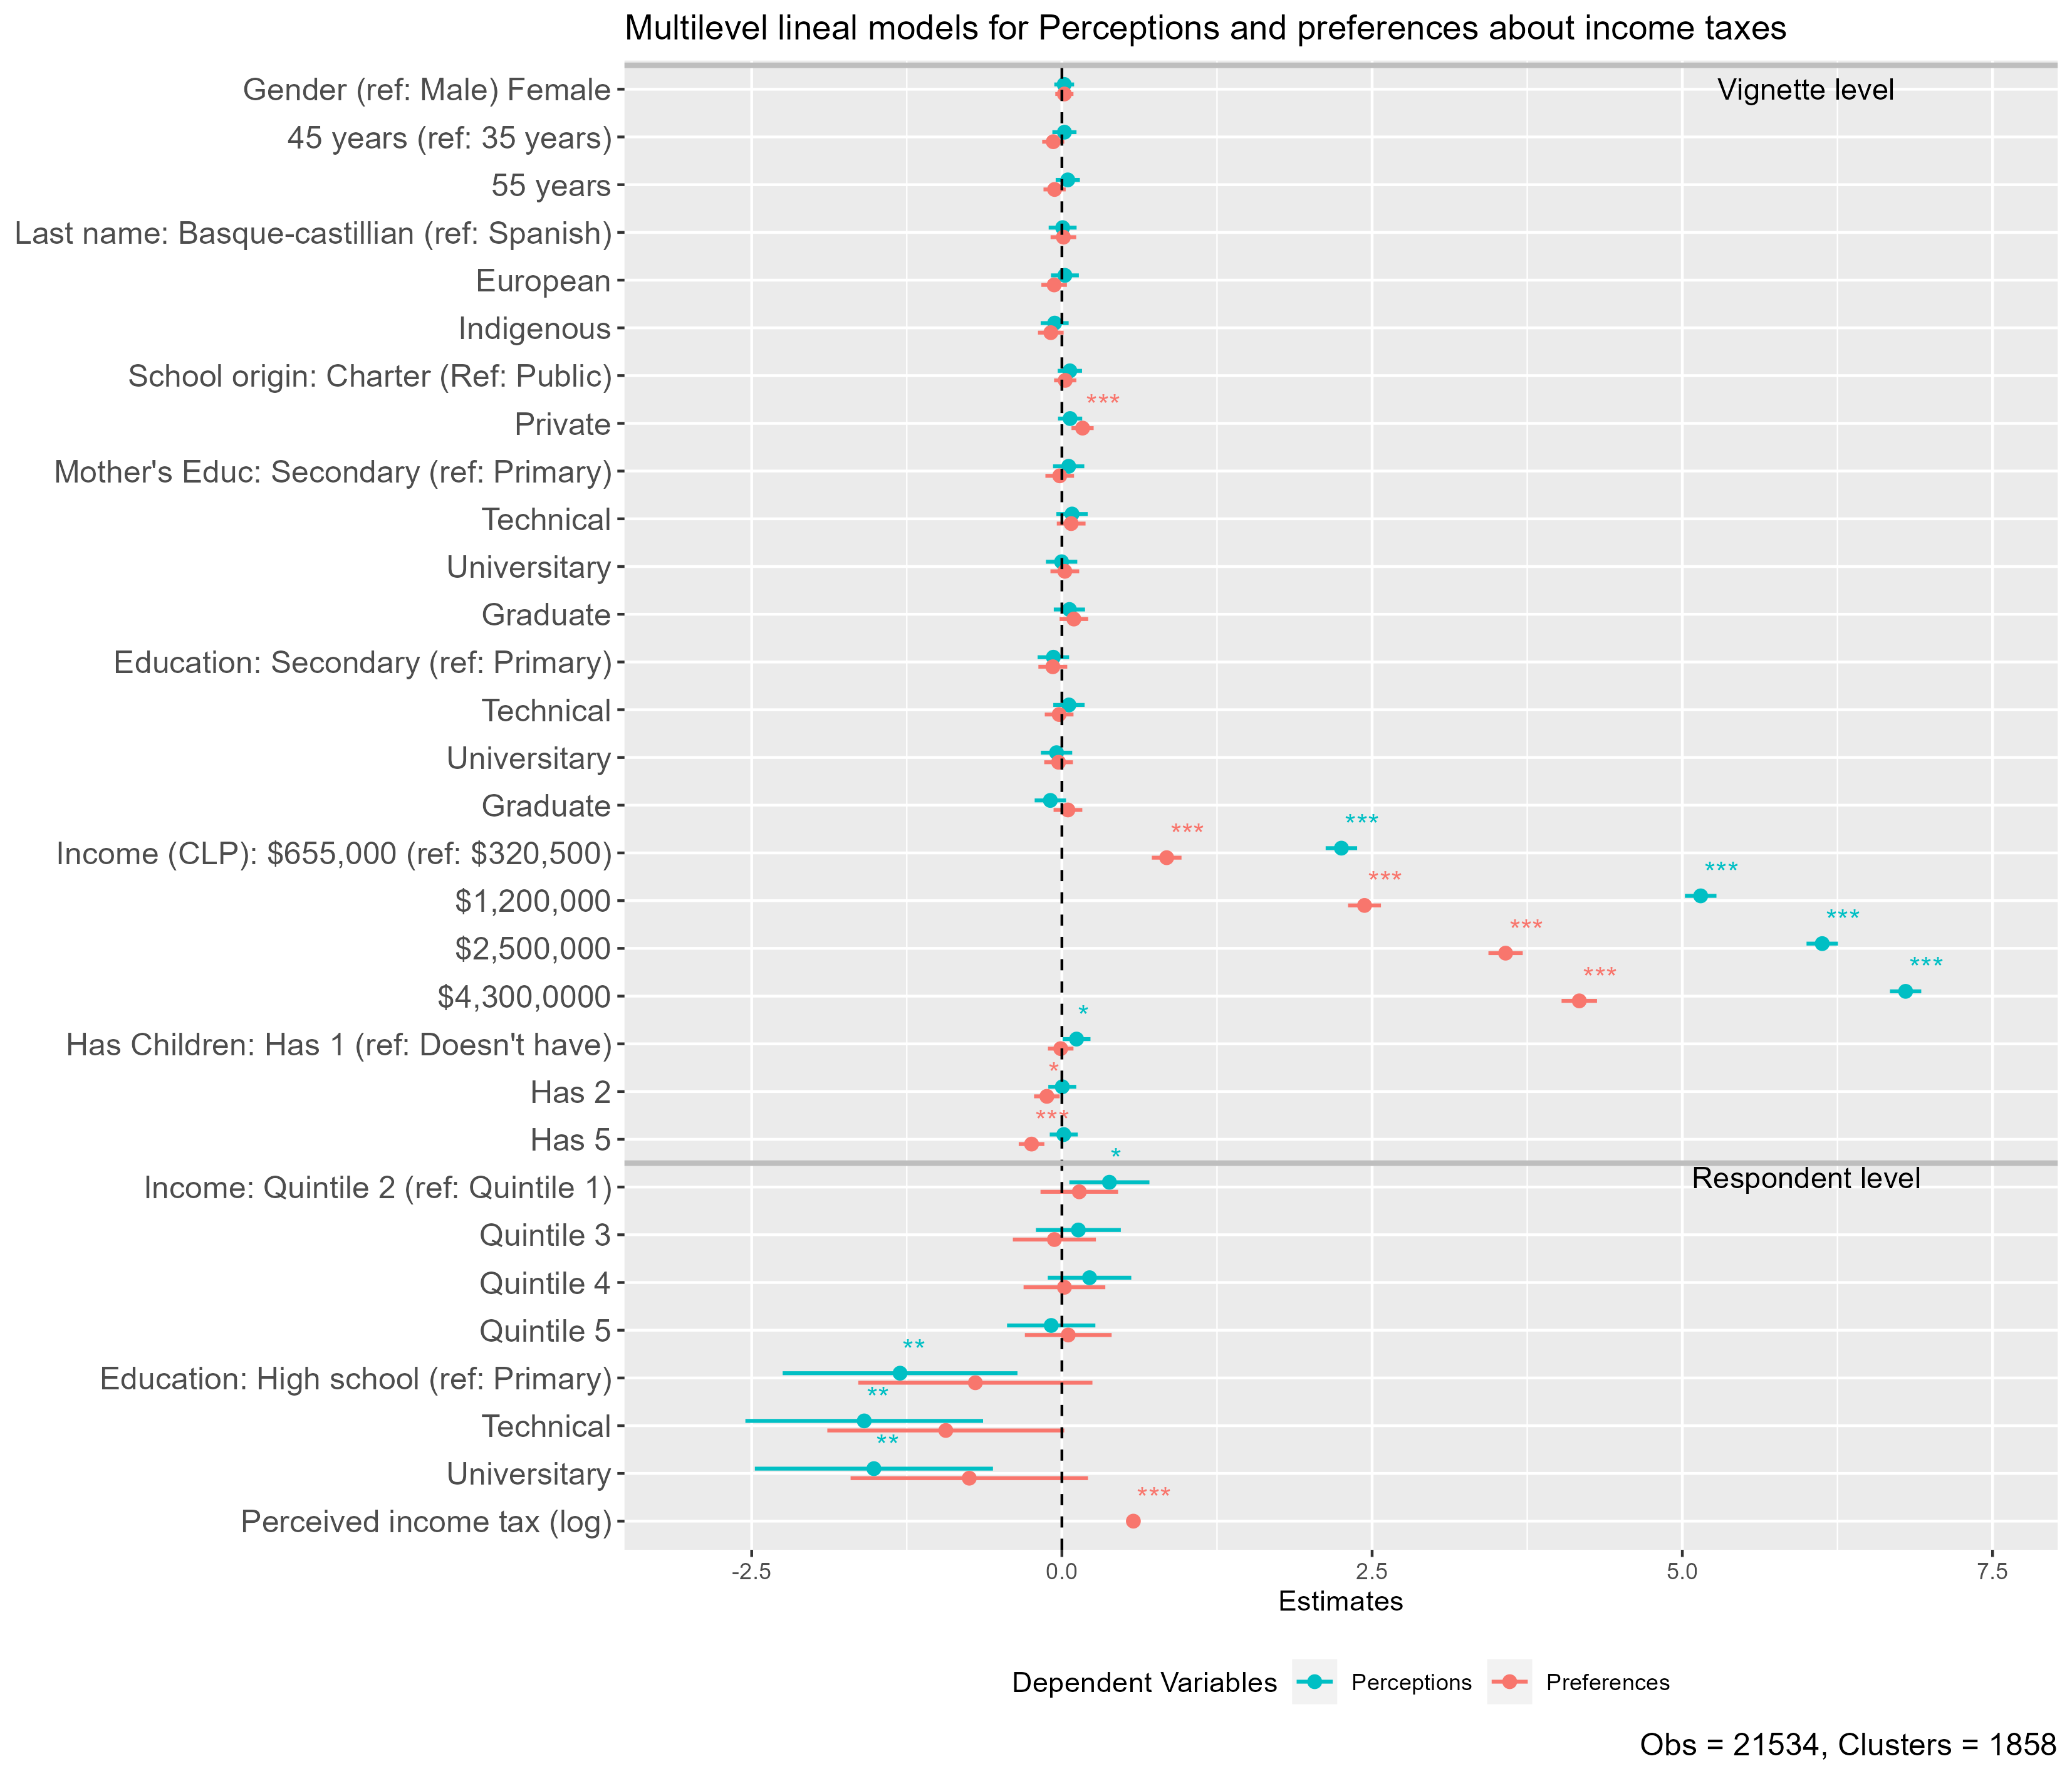 Multilevel lineal models for Perceptions and preferences about income taxes
Gender (ref: Male) Female
Vignette level
45 years (ref: 35 years)
55 years
Last name: Basque-castillian (ref: Spanish)
European
Indigenous
School origin: Charter (Ref: Public)
***
Private
Mother's Educ: Secondary (ref: Primary)
Technical
Universitary
Graduate
Education: Secondary (ref: Primary)
Technical
Universitary
Graduate
*** ***
Income (CLP): $655,000 (ref: $320,500)
*** ***
$1,200,000
*** ***
$2,500,000
*** ***
$4,300,0000
*
Has Children: Has 1 (ref: Doesn't have)
*
Has 2
***
Has 5
*
Income: Quintile 2 (ref: Quintile 1)
Respondent level
Quintile 3
Quintile 4
Quintile 5
**
Education: High school (ref: Primary)
**
Technical
**
Universitary
***
Perceived income tax (log)
-2.5 0.0 2.5 5.0 7.5
Estimates
Dependent Variables Perceptions Preferences
Obs = 21534, Clusters = 1858